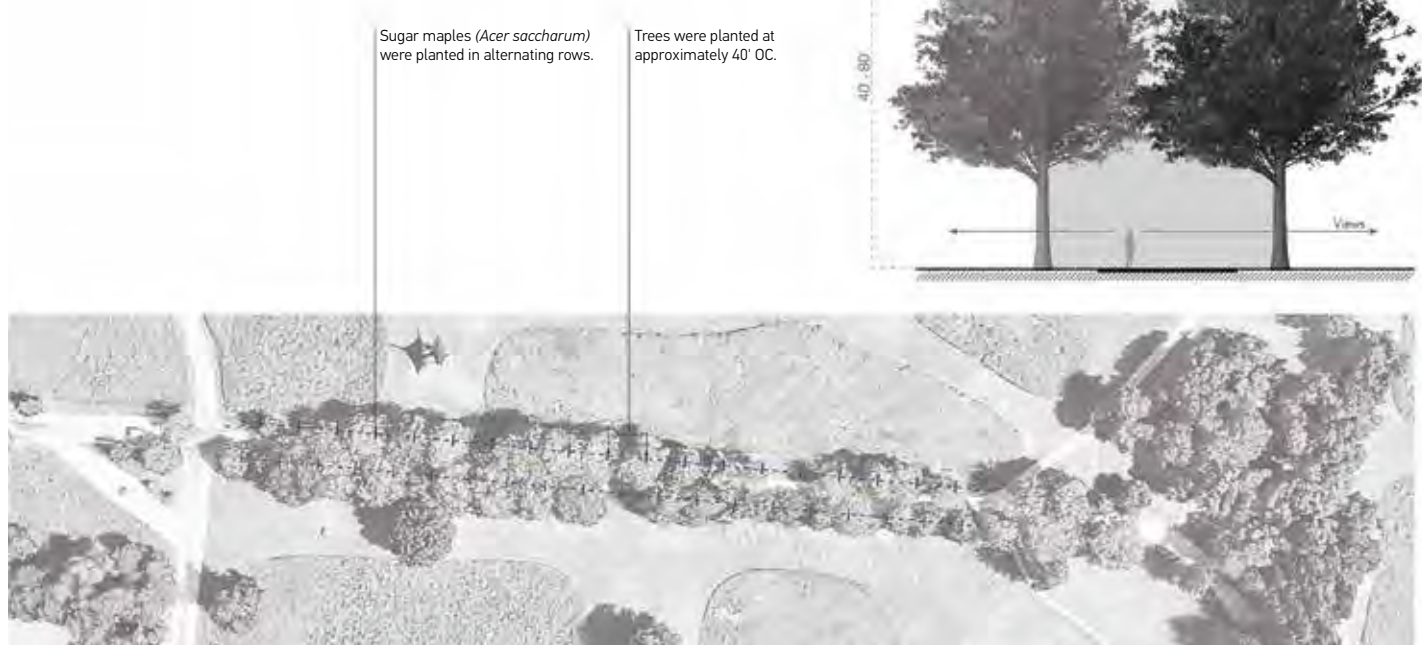 Sugar maples (Acer saccharum)
were planted in alternating rows.
Trees were planted at
approximately 40' OC.
40' - 80'
Views